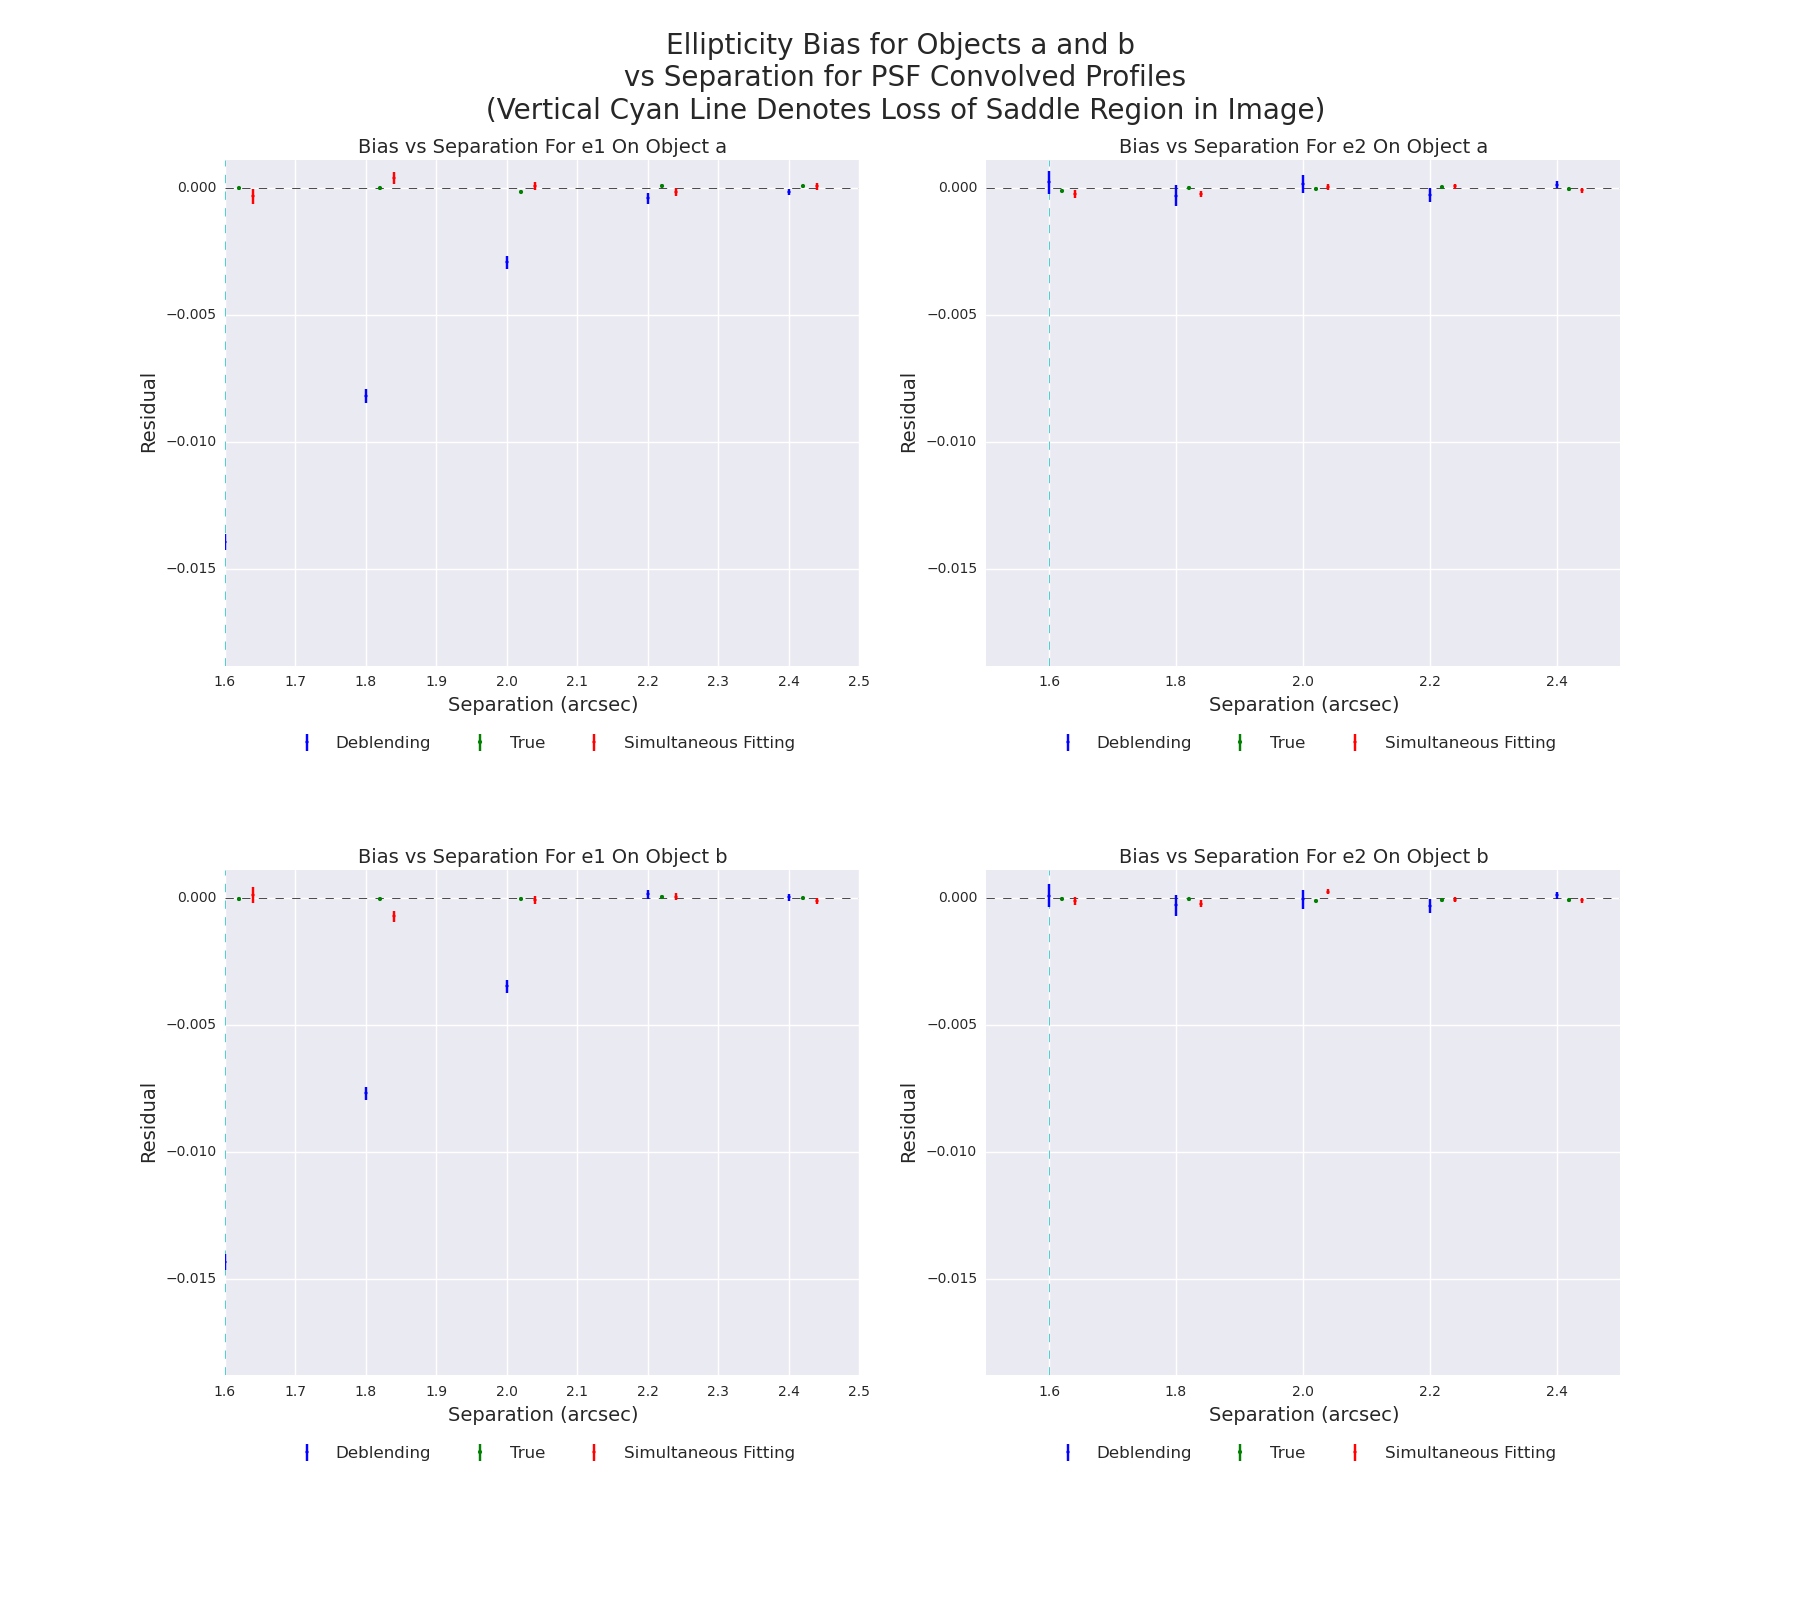 Ellipticity Bias for Objects a and b
vs Separation for PSF Convolved Profiles
(Vertical Cyan Line Denotes Loss of Saddle Region in Image)
Bias vs Separation For e1 On Object a
0.000
−0.005
−0.010
−0.015
Residual
1.6 1.7 1.8 1.9 2.0 2.1 2.2 2.3 2.4 2.5
Separation (arcsec)
Deblending True Simultaneous Fitting
Bias vs Separation For e2 On Object a
0.000
−0.005
−0.010
−0.015
Residual
1.6 1.8 2.0 2.2 2.4
Separation (arcsec)
Deblending True Simultaneous Fitting
Bias vs Separation For e1 On Object b
0.000
−0.005
−0.010
−0.015
Residual
1.6 1.7 1.8 1.9 2.0 2.1 2.2 2.3 2.4 2.5
Separation (arcsec)
Deblending True Simultaneous Fitting
Bias vs Separation For e2 On Object b
0.000
−0.005
−0.010
−0.015
Residual
1.6 1.8 2.0 2.2 2.4
Separation (arcsec)
Deblending True Simultaneous Fitting